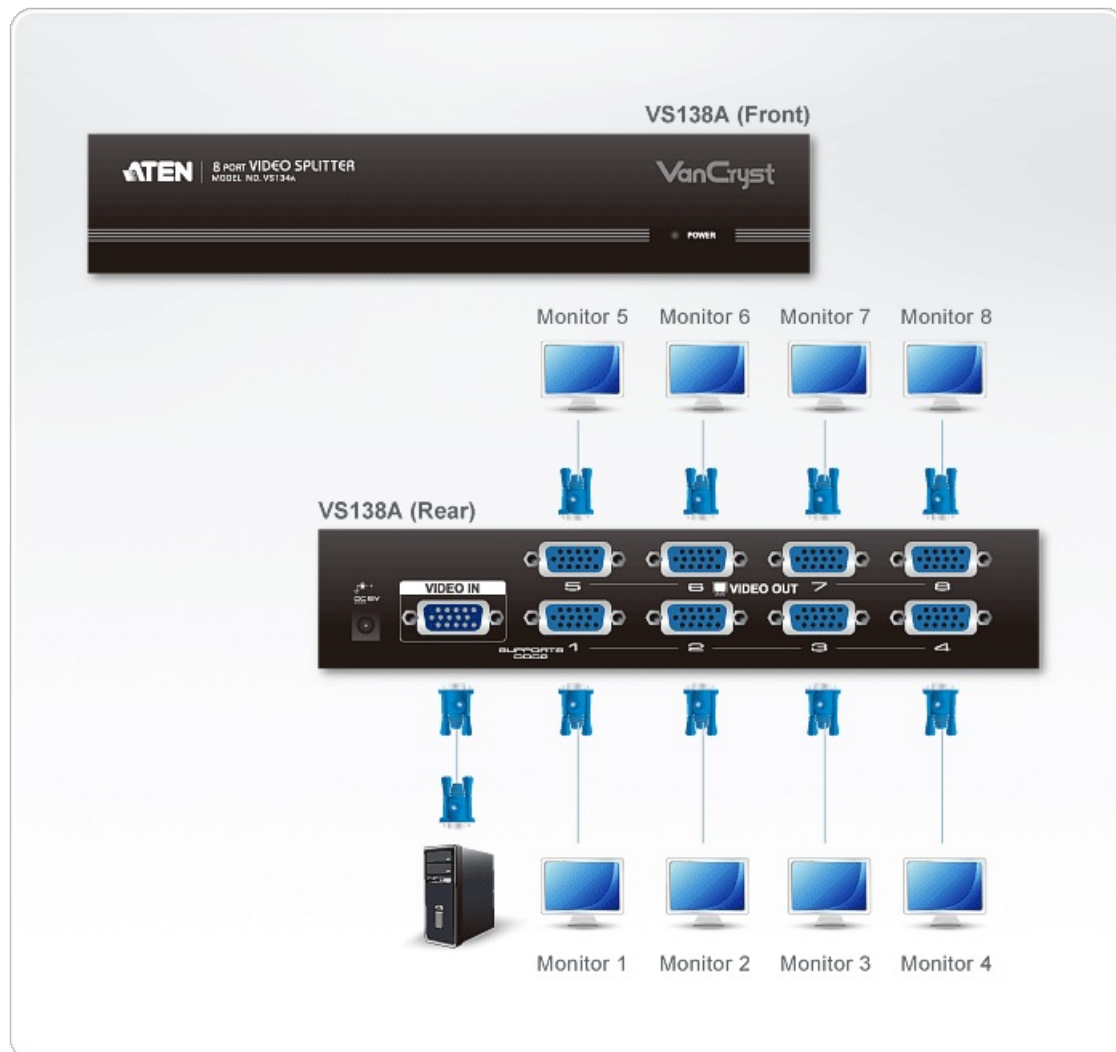 VS138A (Front)
ATEN 8 PORT VIDEO SPLITTER VanCryst
MODEL NO. VS134A
POWER
Monitor 5 Monitor 6 Monitor 7 Monitor 8
VS138A (Rear)
VIDEO IN
5 6 VIDEO OUT 7 8
SUPPORTS 1 2 3 4
Monitor 1 Monitor 2 Monitor 3 Monitor 4